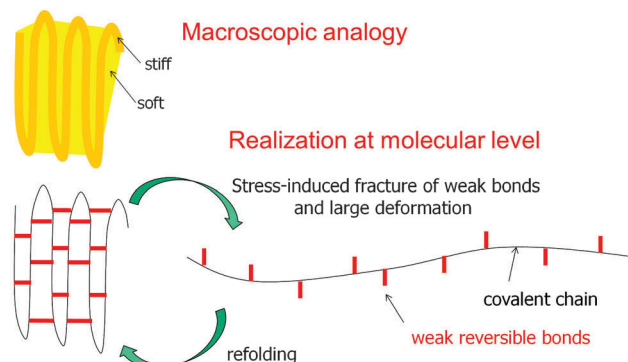 Macroscopic analogy
stiff
soft
Realization at molecular level
Stress-induced fracture of weak bonds
and large deformation
covalent chain
weak reversible bonds
refolding